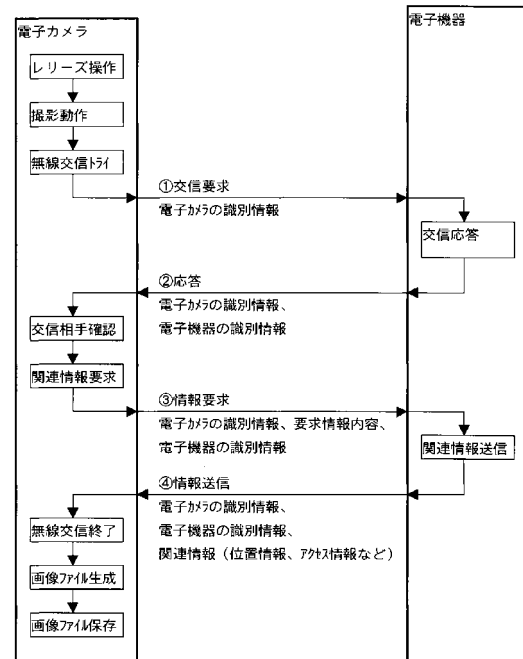 電子カメラ
電子機器
レリーズ操作
撮影動作
無線交信トライ
①交信要求
電子カメラの識別情報
交信応答
②応答
電子カメラの識別情報、
電子機器の識別情報
交信相手確認
関連情報要求
③情報要求
電子カメラの識別情報、要求情報内容、
電子機器の識別情報
関連情報送信
④情報送信
電子カメラの識別情報、
電子機器の識別情報、
関連情報（位置情報、アクセス情報など）
無線交信終了
画像ファイル生成
画像ファイル保存